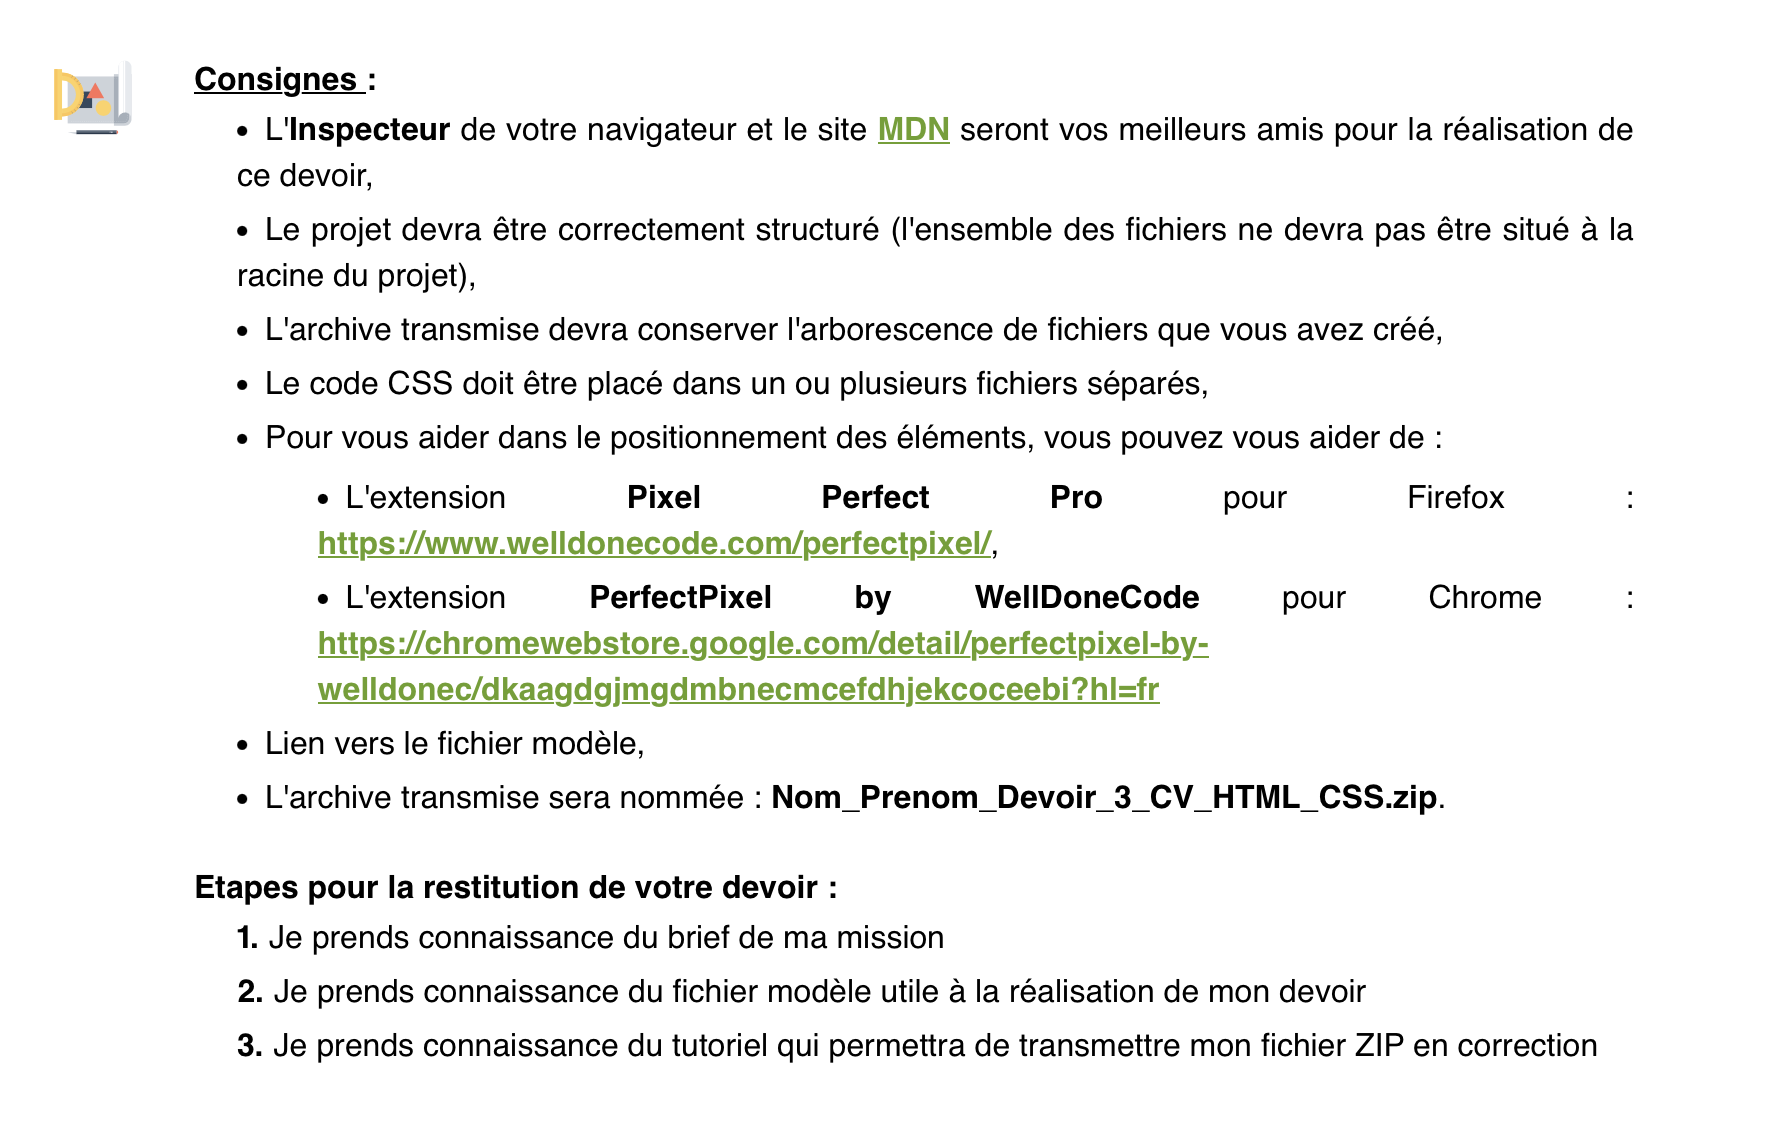 Consignes :
• L'Inspecteur de votre navigateur et le site MDN seront vos meilleurs amis pour la réalisation de
ce devoir,
• Le projet devra être correctement structuré (l'ensemble des fichiers ne devra pas être situé à la
racine du projet),
• L'archive transmise devra conserver l'arborescence de fichiers que vous avez créé,
• Le code CSS doit être placé dans un ou plusieurs fichiers séparés,
• Pour vous aider dans le positionnement des éléments, vous pouvez vous aider de :
• L'extension Pixel Perfect Pro pour Firefox :
https://www.welldonecode.com/perfectpixel/,
• L'extension PerfectPixel by WellDoneCode pour Chrome :
https://chromewebstore.google.com/detail/perfectpixel-by-
welldonec/dkaagdgjmgdmbnecmcefdhjekcoceebi?hl=fr
• Lien vers le fichier modèle,
• L'archive transmise sera nommée : Nom_Prenom_Devoir_3_CV_HTML_CSS.zip.
Etapes pour la restitution de votre devoir :
1. Je prends connaissance du brief de ma mission
2. Je prends connaissance du fichier modèle utile à la réalisation de mon devoir
3. Je prends connaissance du tutoriel qui permettra de transmettre mon fichier ZIP en correction